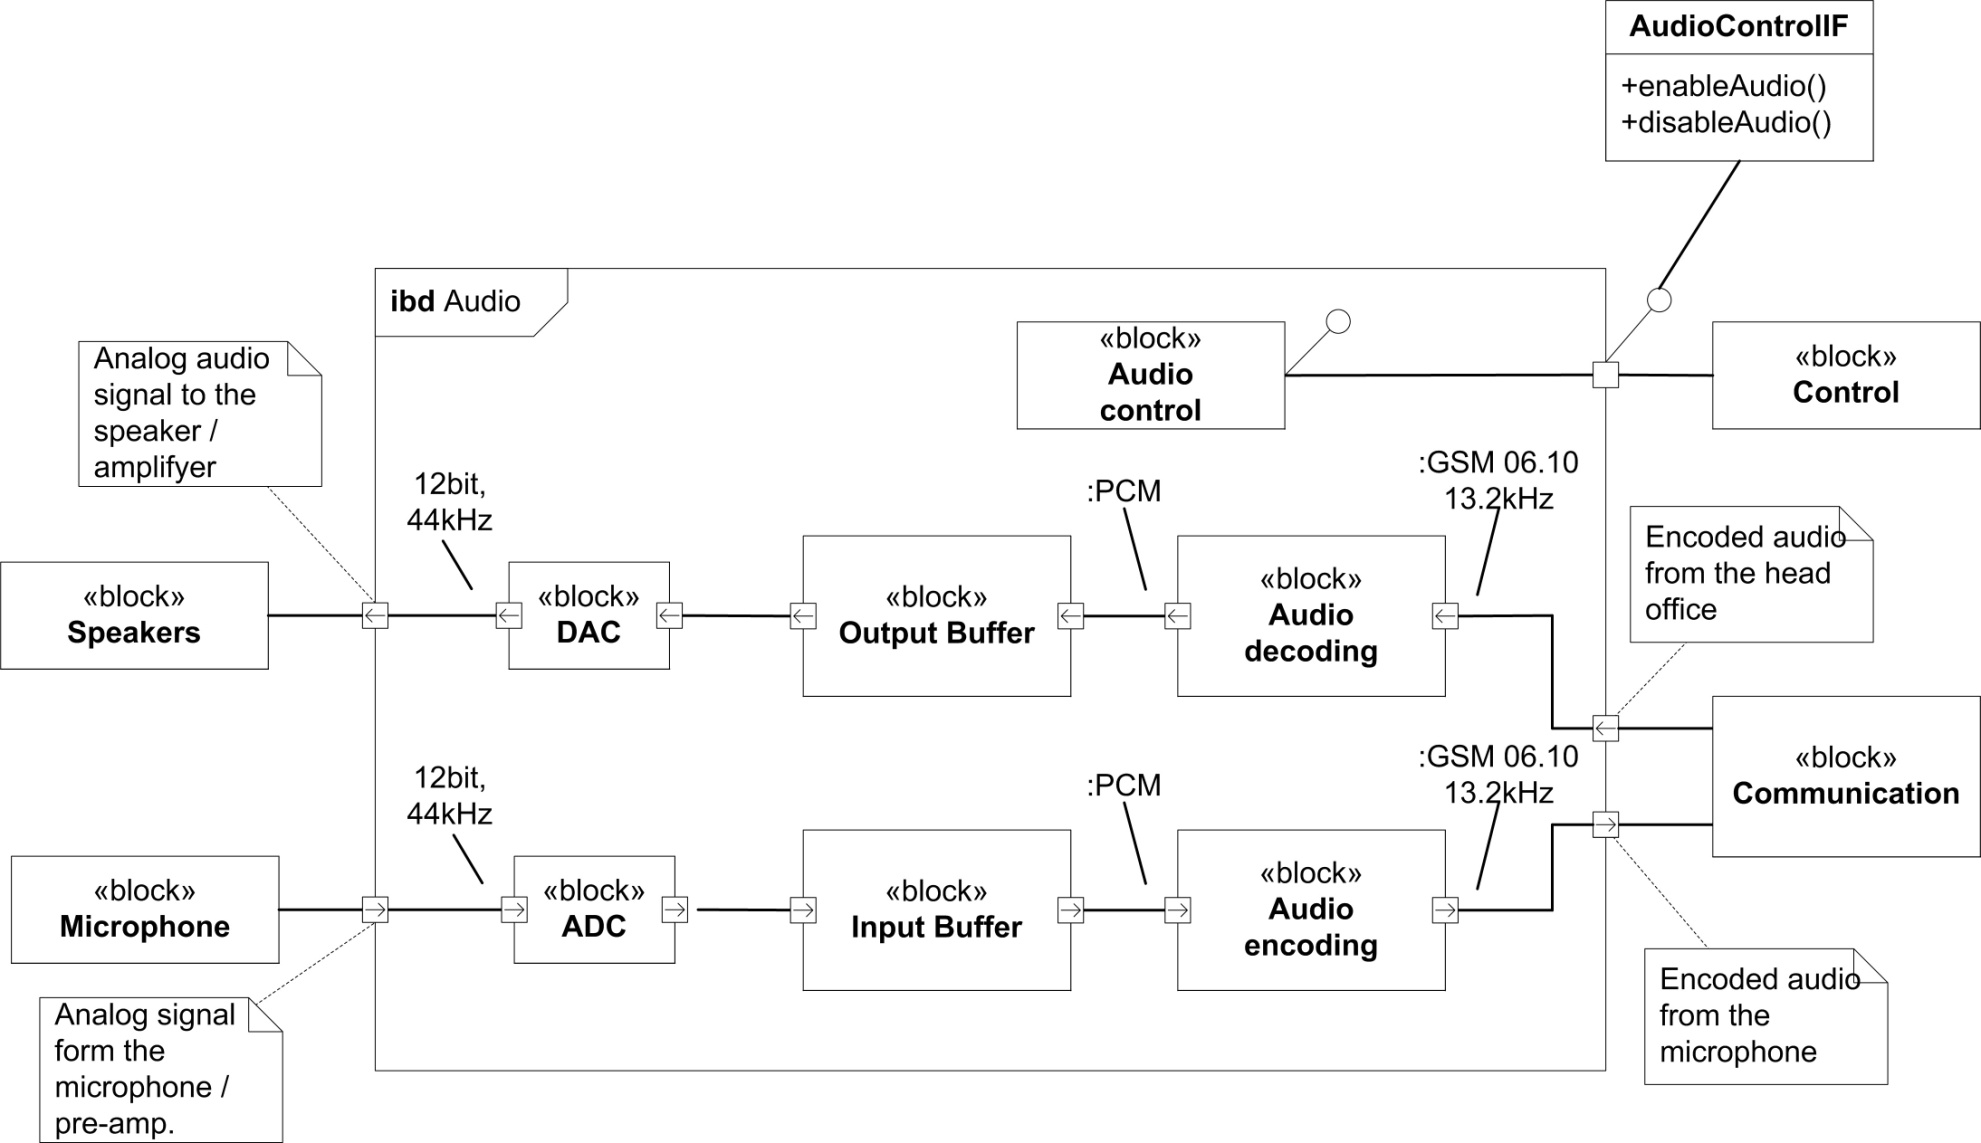 AudioControlIF
+enableAudio()
+disableAudio()
ibd Audio
«block»
Audio
control
«block»
Control
Analog audio
signal to the
speaker /
amplifyer
12bit,
44kHz
:PCM
:GSM 06.10
13.2kHz
Encoded audio
from the head
office
«block»
Speakers
«block»
DAC
«block»
Output Buffer
«block»
Audio
decoding
12bit,
44kHz
:PCM
:GSM 06.10
13.2kHz
«block»
Communication
«block»
Microphone
«block»
ADC
«block»
Input Buffer
«block»
Audio
encoding
Analog signal
form the
microphone /
pre-amp.
Encoded audio
from the
microphone